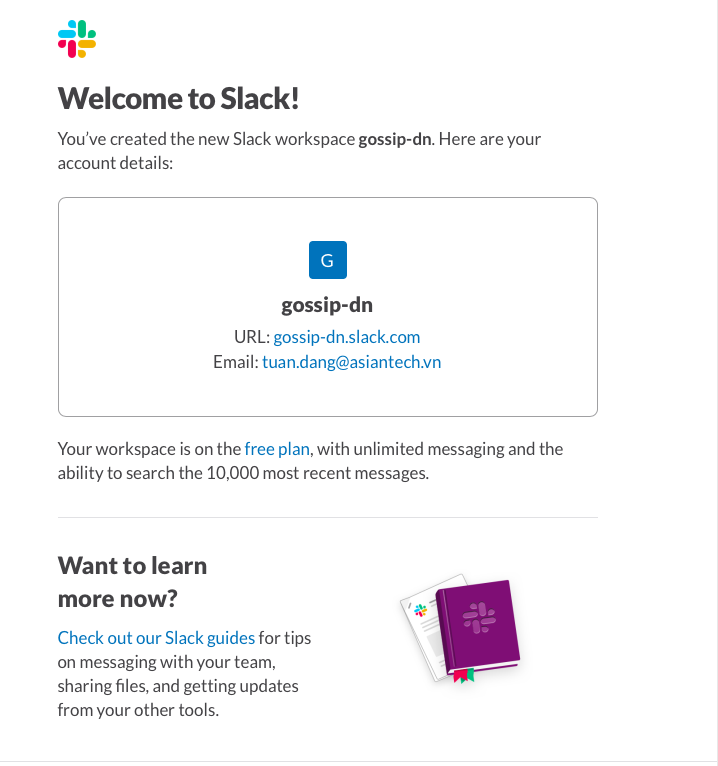 Welcome to Slack!
You’ve created the new Slack workspace gossip-dn. Here are your
account details:
G
gossip-dn
URL: gossip-dn.slack.com
Email: tuan.dang@asiantech.vn
Your workspace is on the free plan, with unlimited messaging and the
ability to search the 10,000 most recent messages.
Want to learn
more now?
Check out our Slack guides for tips
on messaging with your team,
sharing files, and getting updates
from your other tools.